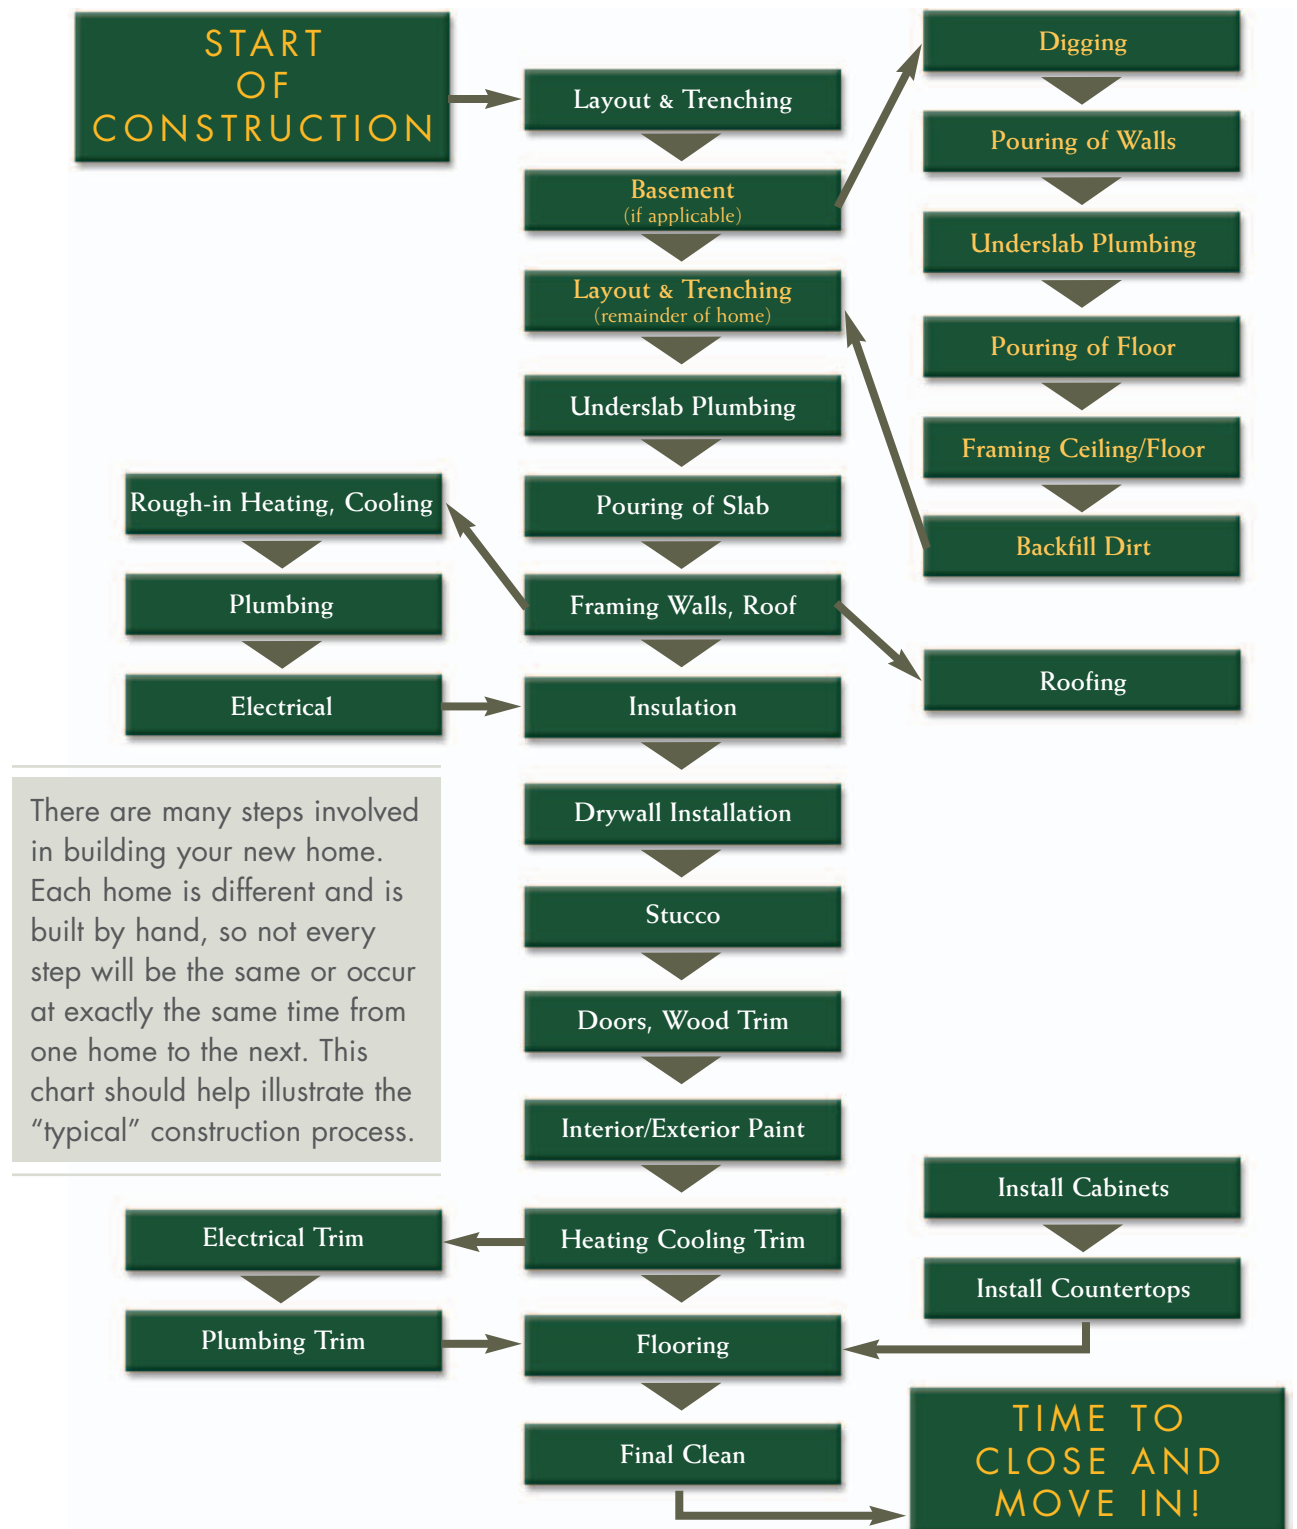 START
OF
CONSTRUCTION
Layout & Trenching
Basement
(if applicable)
Digging
Pouring of Walls
Underslab Plumbing
Pouring of Floor
Framing Ceiling/Floor
Backfill Dirt
Layout & Trenching
(remainder of home)
Underslab Plumbing
Pouring of Slab
Framing Walls, Roof
Roofing
Rough-in Heating, Cooling
Plumbing
Electrical
Insulation
Drywall Installation
Stucco
Doors, Wood Trim
Interior/Exterior Paint
Heating Cooling Trim
Electrical Trim
Plumbing Trim
Install Cabinets
Install Countertops
Flooring
Final Clean
TIME TO
CLOSE AND
MOVE IN!
There are many steps involved
in building your new home.
Each home is different and is
built by hand, so not every
step will be the same or occur
at exactly the same time from
one home to the next. This
chart should help illustrate the
“typical” construction process.